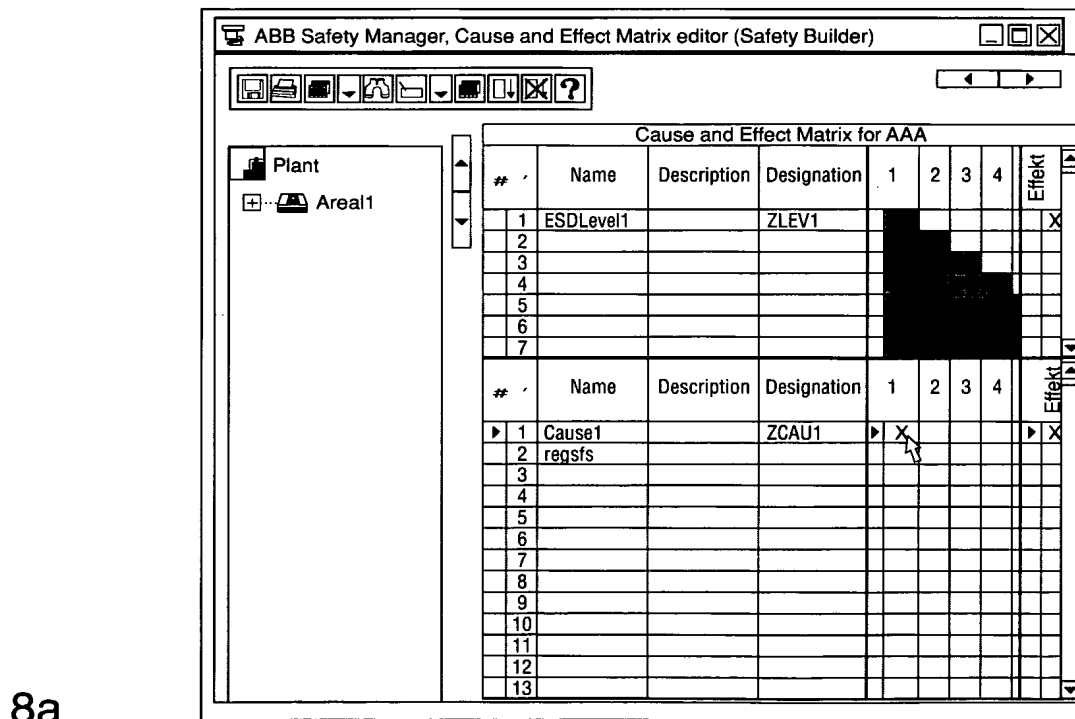 ABB Safety Manager, Cause and Effect Matrix editor (Safety Builder)
?
Plant
Areal1
Cause and Effect Matrix for AAA
# Name Description Designation 1 2 3 4 Effekt
1 ESDLevel1 ZLEV1 X
2
3
4
5
6
7
# Name Description Designation 1 2 3 4 Effekt
1 Cause1 ZCAU1 X X
2 regsfs
3
4
5
6
7
8
9
10
11
12
13
8a